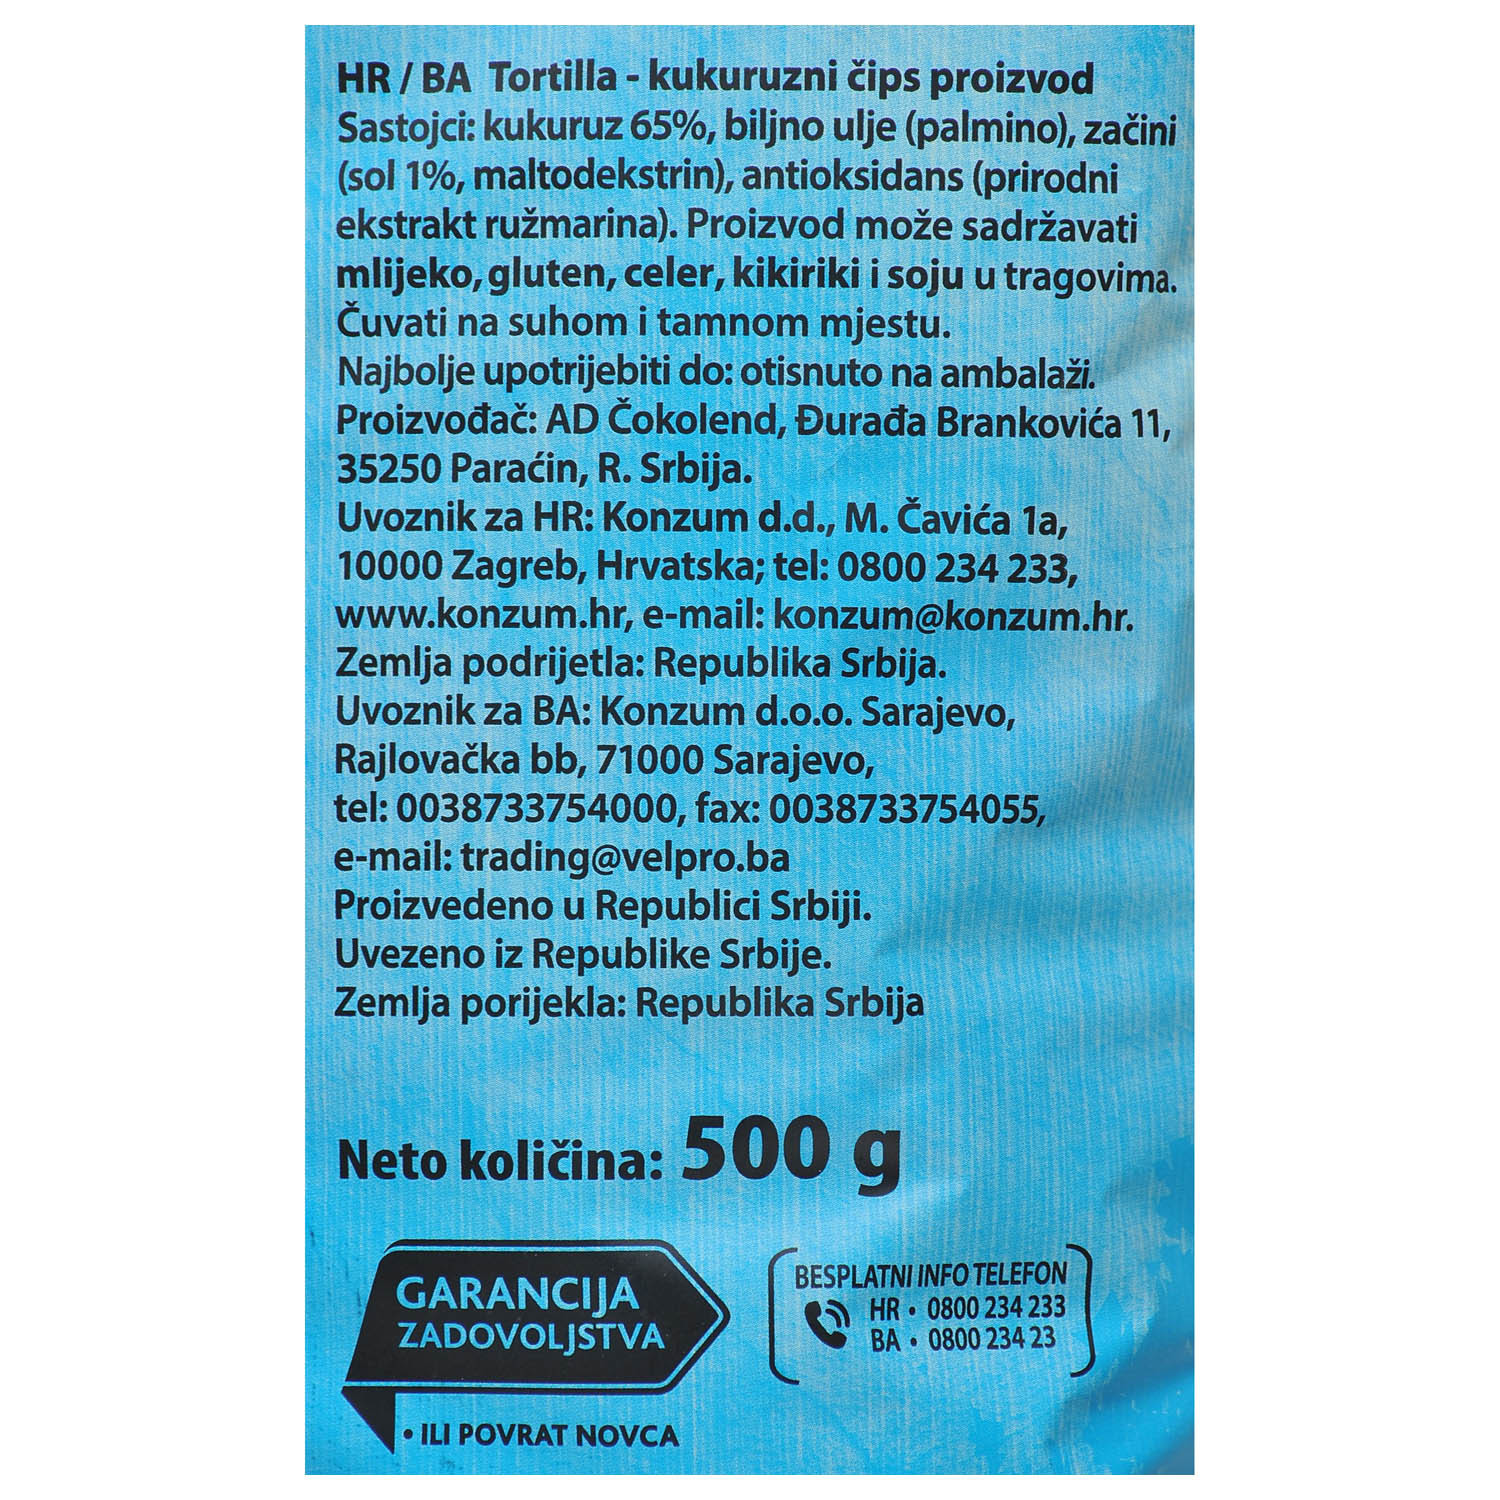 HR / BA Tortilla - kukuruzni čips proizvod
Sastojci: kukuruz 65%, biljno ulje (palmino), začini
(sol 1%, maltodekstrin), antioksidans (prirodni
ekstrakt ružmarina). Proizvod može sadržavati
mlijeko, gluten, celer, kikiriki i soju u tragovima.
Čuvati na suhom i tamnom mjestu.
Najbolje upotrijebiti do: otisnuto na ambalaži.
Proizvođač: AD Čokolend, Đurađa Brankovića 11,
35250 Paraćin, R. Srbija.
Uvoznik za HR: Konzum d.d., M. Čavića 1a,
10000 Zagreb, Hrvatska; tel: 0800 234 233,
www.konzum.hr, e-mail: konzum@konzum.hr.
Zemlja podrijetla: Republika Srbija.
Uvoznik za BA: Konzum d.o.o. Sarajevo,
Rajlovačka bb, 71000 Sarajevo,
tel: 0038733754000, fax: 0038733754055,
e-mail: trading@velpro.ba
Proizvedeno u Republici Srbiji.
Uvezeno iz Republike Srbije.
Zemlja porijekla: Republika Srbija
Neto količina: 500 g
GARANCIJA
ZADOVOLJSTVA
• ILI POVRAT NOVCA
BESPLATNI INFO TELEFON
HR • 0800 234 233
BA • 0800 234 23